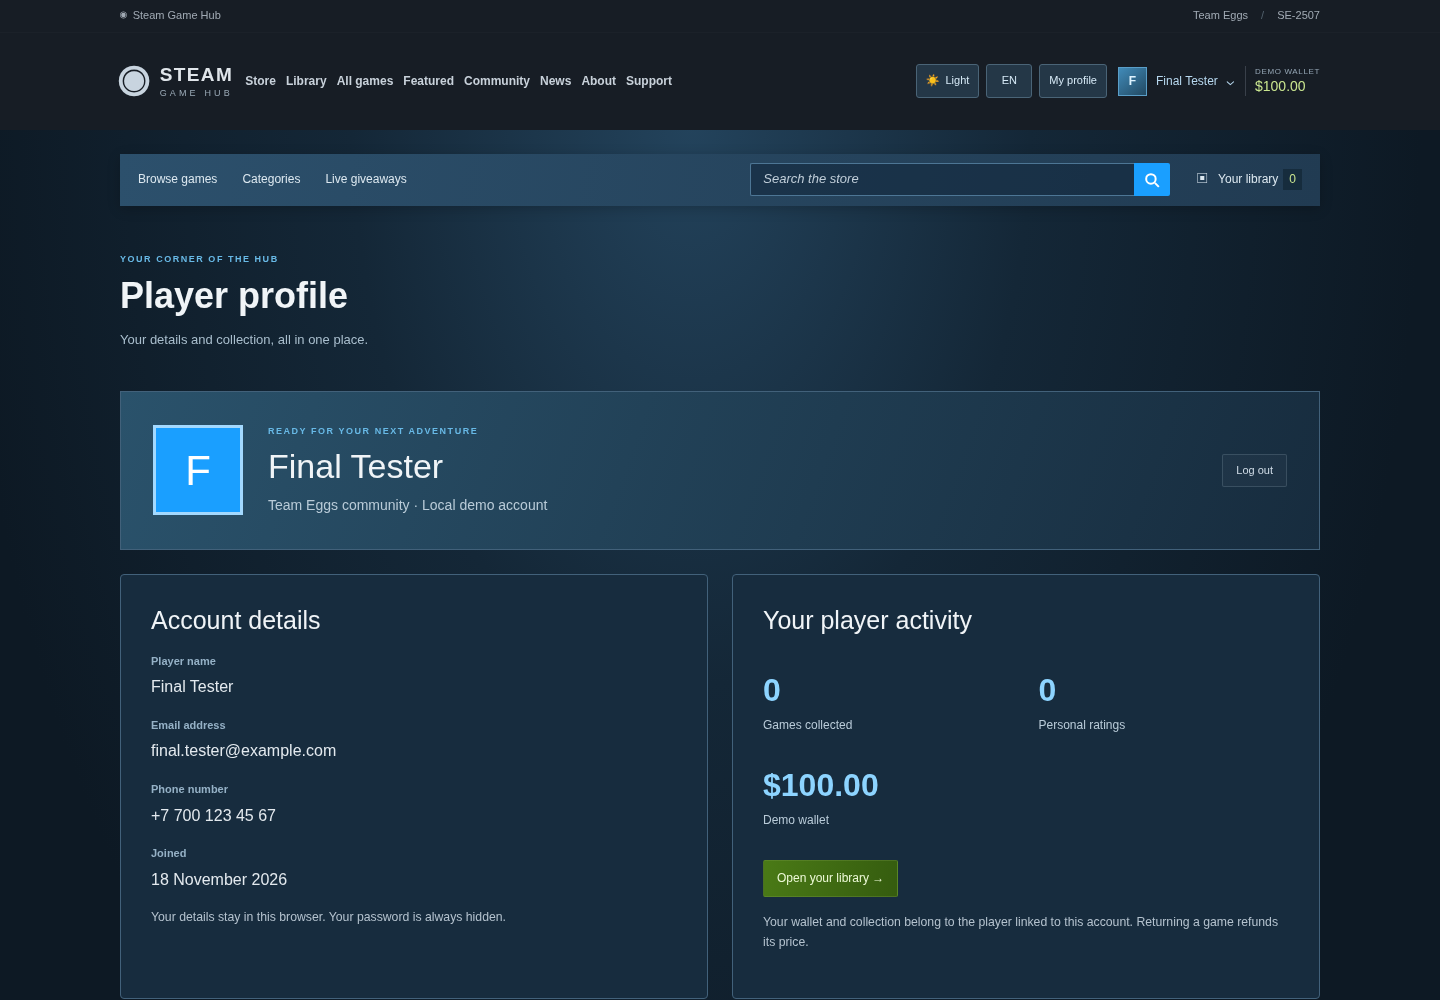 Steam Game Hub
Team Eggs / SE-2507
STEAM
GAME HUB
Store Library All games Featured Community News About Support
Light
EN
My profile
F
Final Tester
DEMO WALLET
$100.00
Browse games Categories Live giveaways
Search the store
Your library 0
YOUR CORNER OF THE HUB
Player profile
Your details and collection, all in one place.
F
READY FOR YOUR NEXT ADVENTURE
Final Tester
Team Eggs community · Local demo account
Log out
Account details
Player name
Final Tester
Email address
final.tester@example.com
Phone number
+7 700 123 45 67
Joined
18 November 2026
Your details stay in this browser. Your password is always hidden.
Your player activity
0
Games collected
0
Personal ratings
$100.00
Demo wallet
Open your library →
Your wallet and collection belong to the player linked to this account. Returning a game refunds
its price.